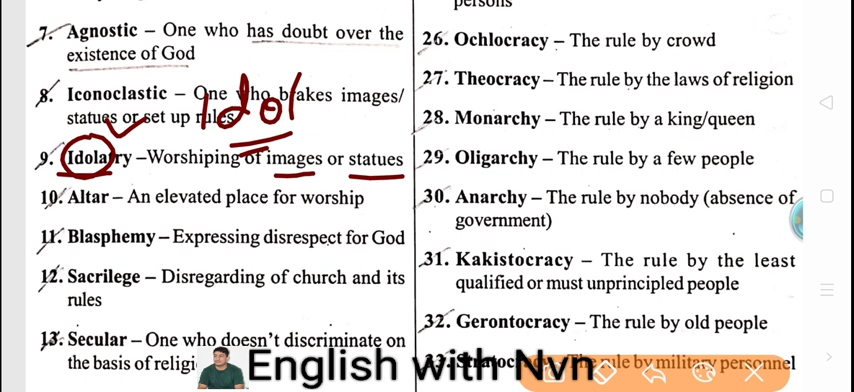 persons
7. Agnostic – One who has doubt over the
existence of God
8. Iconoclastic – One who brakes images/
statues or set up rules
Idol
9. Idolatry –Worshiping of images or statues
10. Altar – An elevated place for worship
11. Blasphemy – Expressing disrespect for God
12. Sacrilege – Disregarding of church and its
rules
13. Secular – One who doesn't discriminate on
the basis of religi
26. Ochlocracy – The rule by crowd
27. Theocracy – The rule by the laws of religion
28. Monarchy – The rule by a king/queen
29. Oligarchy – The rule by a few people
30. Anarchy – The rule by nobody (absence of
government)
31. Kakistocracy – The rule by the least
qualified or must unprincipled people
32. Gerontocracy – The rule by old people
33. Stratoc The rule by military personnel
English with Nvn